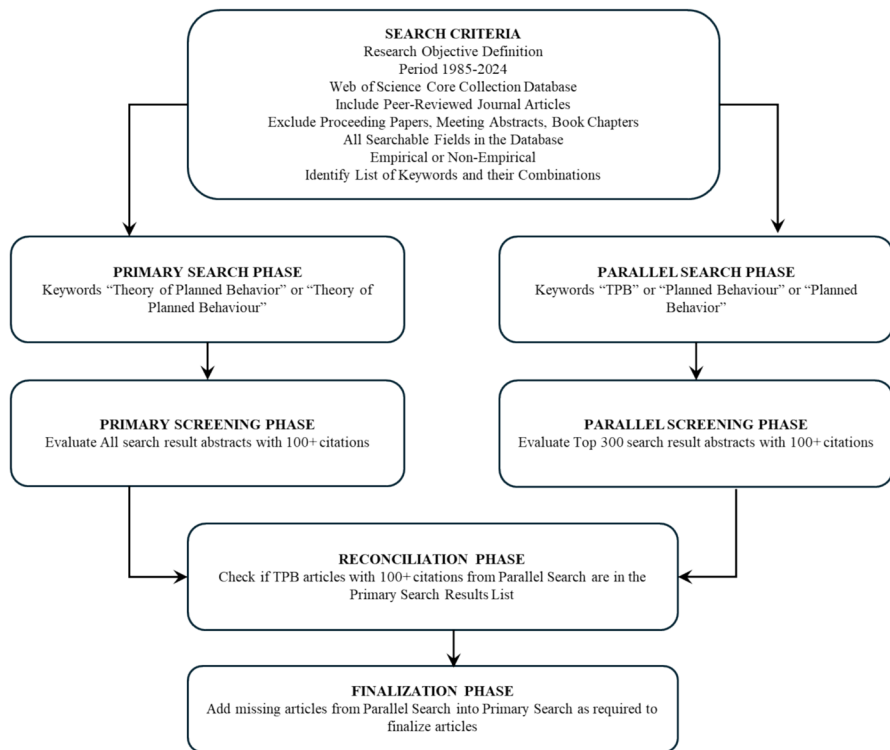 SEARCH CRITERIA
Research Objective Definition
Period 1985-2024
Web of Science Core Collection Database
Include Peer-Reviewed Journal Articles
Exclude Proceeding Papers, Meeting Abstracts, Book Chapters
All Searchable Fields in the Database
Empirical or Non-Empirical
Identify List of Keywords and their Combinations
PRIMARY SEARCH PHASE
Keywords “Theory of Planned Behavior” or “Theory of
Planned Behaviour”
PARALLEL SEARCH PHASE
Keywords “TPB” or “Planned Behaviour” or “Planned
Behavior”
PRIMARY SCREENING PHASE
Evaluate All search result abstracts with 100+ citations
PARALLEL SCREENING PHASE
Evaluate Top 300 search result abstracts with 100+ citations
RECONCILIATION PHASE
Check if TPB articles with 100+ citations from Parallel Search are in the
Primary Search Results List
FINALIZATION PHASE
Add missing articles from Parallel Search into Primary Search as required to
finalize articles